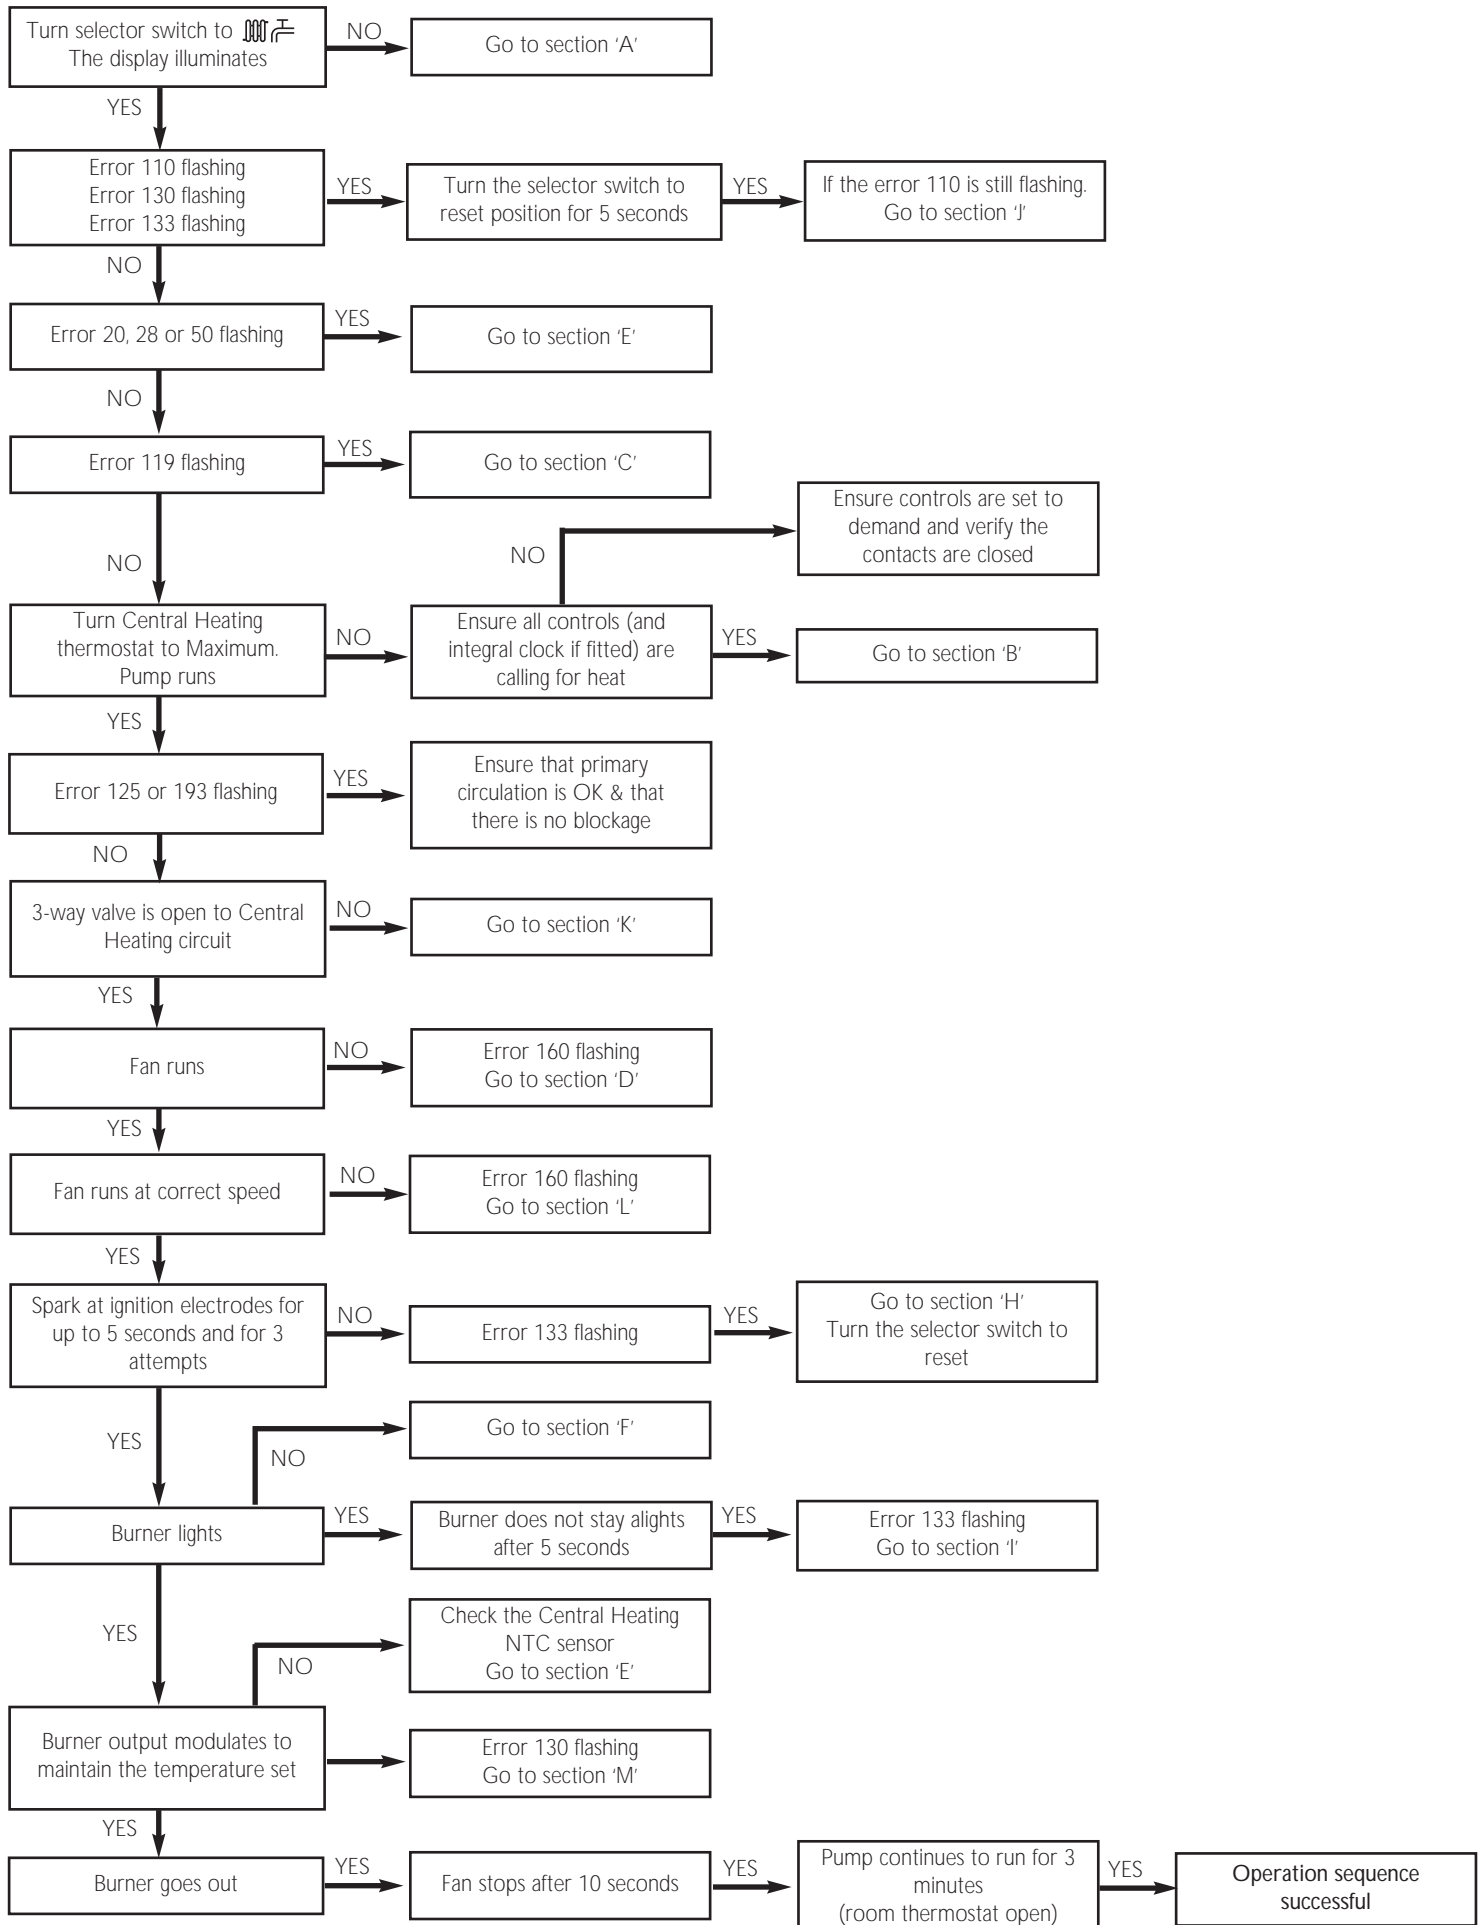 Turn selector switch to
The display illuminates
NO
Go to section ‘A’
YES
Error 110 flashing
Error 130 flashing
Error 133 flashing
YES
Turn the selector switch to
reset position for 5 seconds
YES
If the error 110 is still flashing.
Go to section ‘J’
NO
Error 20, 28 or 50 flashing
YES
Go to section ‘E’
NO
Error 119 flashing
YES
Go to section ‘C’
Ensure controls are set to
demand and verify the
contacts are closed
NO
NO
Turn Central Heating
thermostat to Maximum.
Pump runs
NO
Ensure all controls (and
integral clock if fitted) are
calling for heat
YES
Go to section ‘B’
YES
Error 125 or 193 flashing
YES
Ensure that primary
circulation is OK & that
there is no blockage
NO
3-way valve is open to Central
Heating circuit
NO
Go to section ‘K’
YES
Fan runs
NO
Error 160 flashing
Go to section ‘D’
YES
Fan runs at correct speed
NO
Error 160 flashing
Go to section ‘L’
YES
Spark at ignition electrodes for
up to 5 seconds and for 3
attempts
NO
Error 133 flashing
YES
Go to section ‘H’
Turn the selector switch to
reset
YES
Go to section ‘F’
NO
Burner lights
YES
Burner does not stay alights
after 5 seconds
YES
Error 133 flashing
Go to section ‘I’
YES
Check the Central Heating
NTC sensor
Go to section ‘E’
NO
Burner output modulates to
maintain the temperature set
Error 130 flashing
Go to section ‘M’
YES
Burner goes out
YES
Fan stops after 10 seconds
YES
Pump continues to run for 3
minutes
(room thermostat open)
YES
Operation sequence
successful